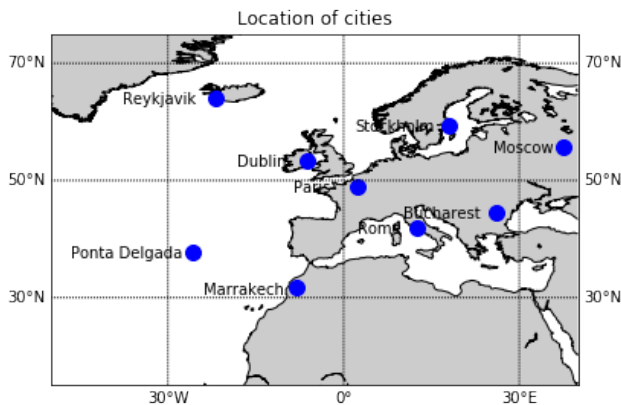 Location of cities
70°N 70°N
Reykjavik
Stockholm
Moscow
Dublin
50°N 50°N
Paris
Bucharest
Rome
Ponta Delgada
Marrakech
30°N 30°N
30°W 0° 30°E